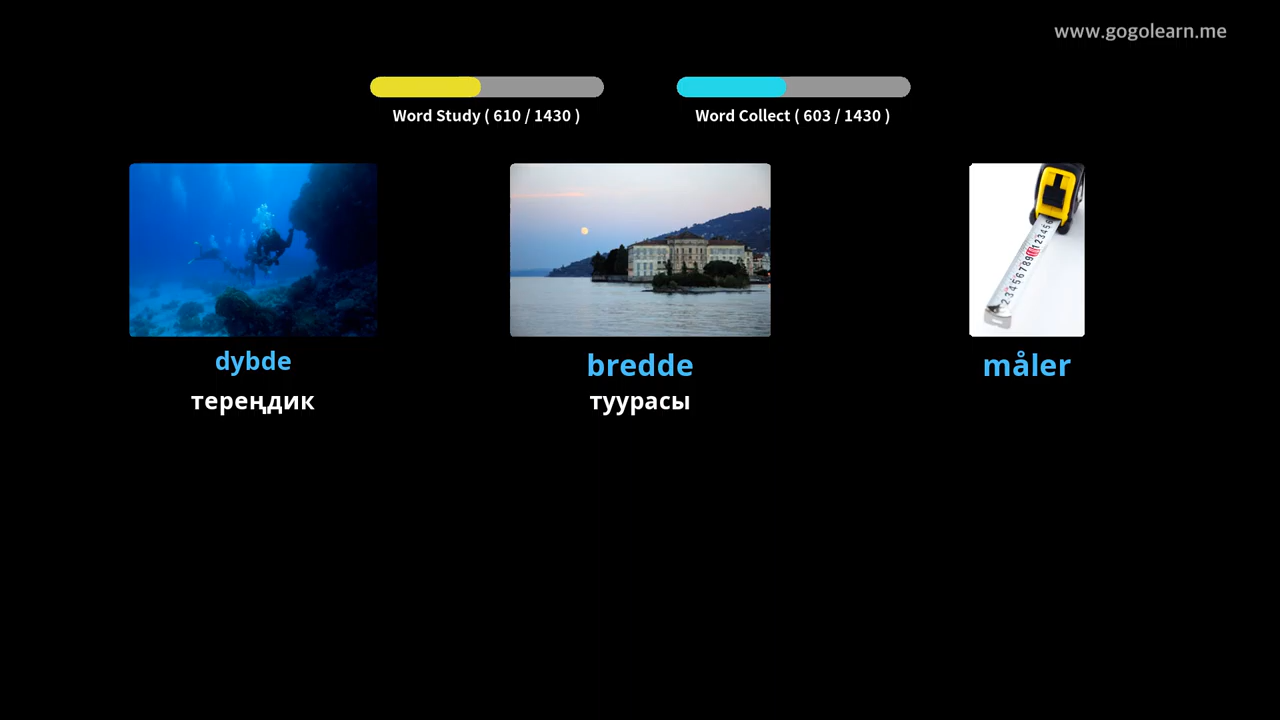 www.gogolearn.me
Word Study ( 610 / 1430 )
Word Collect ( 603 / 1430 )
dybde
bredde
måler
тереңдик
туурасы